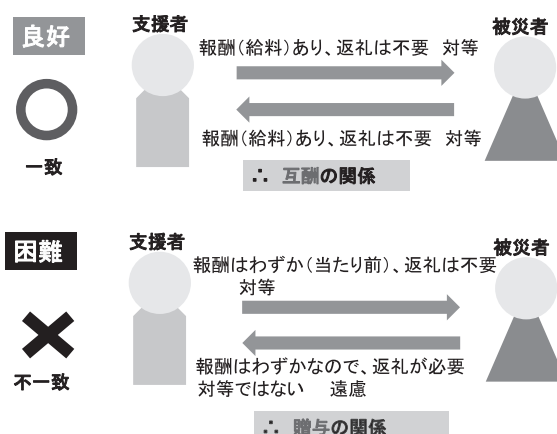 良好
支援者
被災者
報酬（給料）あり、返礼は不要　対等
一致
報酬（給料）あり、返礼は不要　対等
∴ 互酬の関係
困難
支援者
被災者
報酬はわずか（当たり前）、返礼は不要
対等
不一致
報酬はわずかなので、返礼が必要
対等ではない　遠慮
∴ 贈与の関係